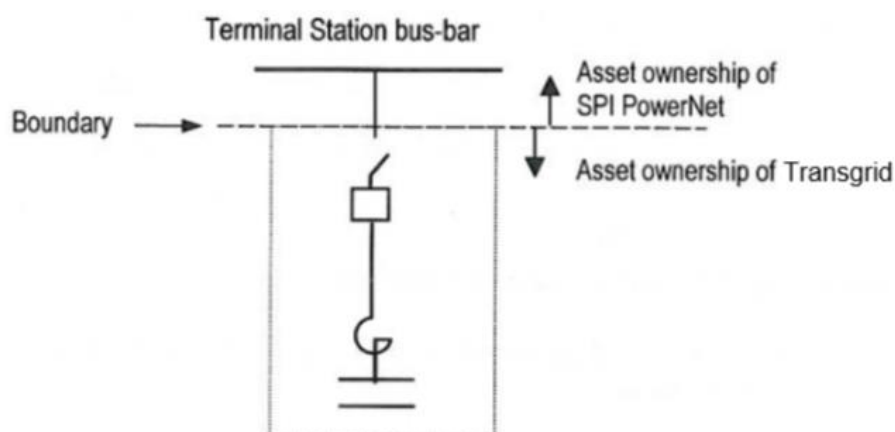 Terminal Station bus-bar
Asset ownership of
SPI PowerNet
Boundary
Asset ownership of Transgrid